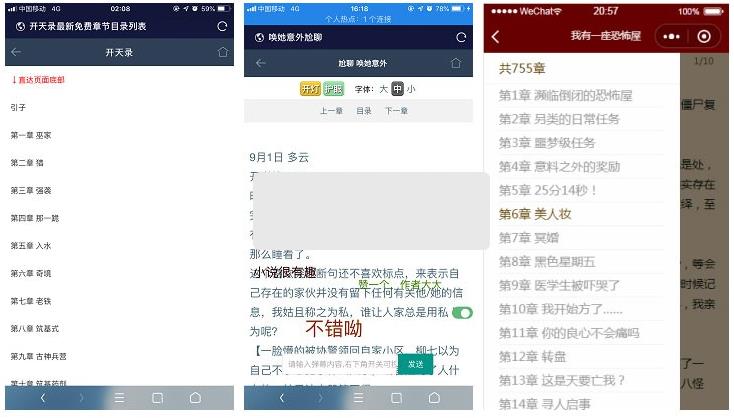 中国移动 4G 02:08 70%
开天录最新免费章节目录列表
开天录
↓直达页面底部
引子
第一章 巫家
第二章 猎
第三章 强袭
第四章 那一跪
第五章 入水
第六章 奇境
第七章 老铁
第八章 筑基式
第九章 古神兵营
第十章 筑基药剂
中国移动 4G 16:18 78%
个人热点：1 个连接
唤她意外尬聊
尬聊 唤她意外
开灯 护眼 字体：大 中 小
上一章 目录 下一章
9月1日 多云
那么睡着了。
小说很有趣
断句还不喜欢标点，来表示自
赞一个 作者大大
己存在的家伙并没有留下任何有关他/她的信
息，我姑且称之为私，谁让人家总是用私
为呢？
不错呦
【一脸懵的被协警领回自家小区，柳七以为
请输入弹幕内容,右下角开关可
发送
WeChat 20:57 100%
我有一座恐怖屋
共755章
1/10
第1章 濒临倒闭的恐怖屋
僵尸复
第2章 另类的日常任务
第3章 噩梦级任务
第4章 意料之外的奖励
是处，
第5章 25分14秒！
实存在
第6章 美人妆
绎，至
第7章 冥婚
第8章 黑色星期五
，等会
第9章 医学生被吓哭了
时候记
第10章 我开始方了……
，我亲
第11章 你的良心不会痛吗
第12章 转盘
了一
第13章 这是天要亡我？
八怪
第14章 寻人启事